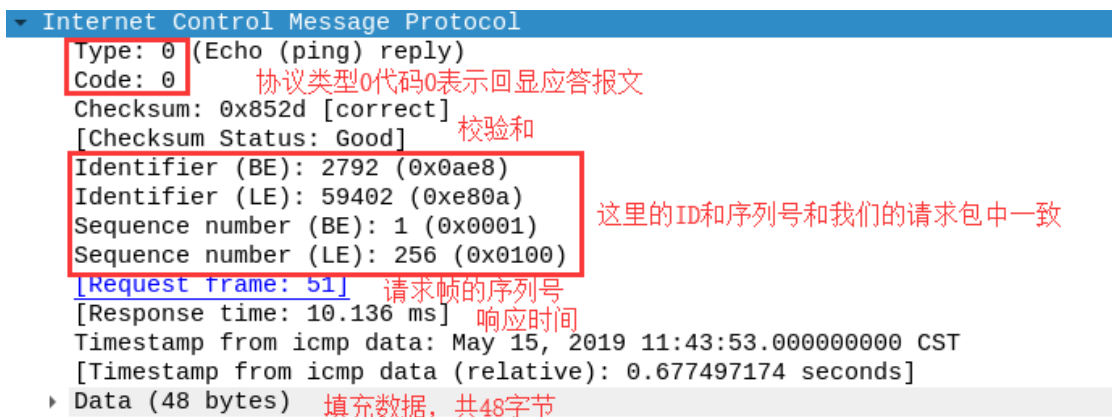 Internet Control Message Protocol
Type: 0 (Echo (ping) reply)
Code: 0 协议类型0代码0表示回显应答报文
Checksum: 0x852d [correct]
[Checksum Status: Good] 校验和
Identifier (BE): 2792 (0x0ae8)
Identifier (LE): 59402 (0xe80a)
Sequence number (BE): 1 (0x0001) 这里的ID和序列号和我们的请求包中一致
Sequence number (LE): 256 (0x0100)
[Request frame: 51] 请求帧的序列号
[Response time: 10.136 ms] 响应时间
Timestamp from icmp data: May 15, 2019 11:43:53.000000000 CST
[Timestamp from icmp data (relative): 0.677497174 seconds]
Data (48 bytes) 填充数据，共48字节